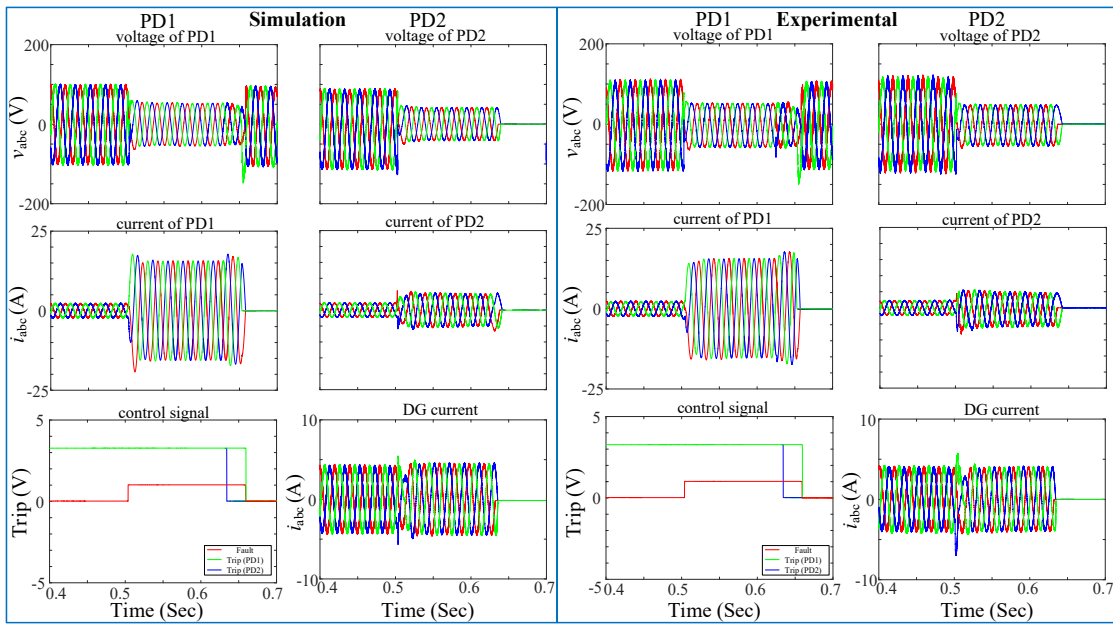 PD1 Simulation PD2
voltage of PD1 voltage of PD2
200
0
-200
v_abc (V)
current of PD1 current of PD2
25
0
-25
i_abc (A)
control signal DG current
5
0
-5
Trip (V)
10
0
-10
i_abc (A)
Fault
Trip (PD1)
Trip (PD2)
0.4 0.5 0.6 0.7 0.4 0.5 0.6 0.7
Time (Sec) Time (Sec)
PD1 Experimental PD2
voltage of PD1 voltage of PD2
200
0
-200
v_abc (V)
current of PD1 current of PD2
25
0
-25
i_abc (A)
control signal DG current
5
0
-5
Trip (V)
10
0
-10
i_abc (A)
Fault
Trip (PD1)
Trip (PD2)
0.4 0.5 0.6 0.7 0.4 0.5 0.6 0.7
Time (Sec) Time (Sec)